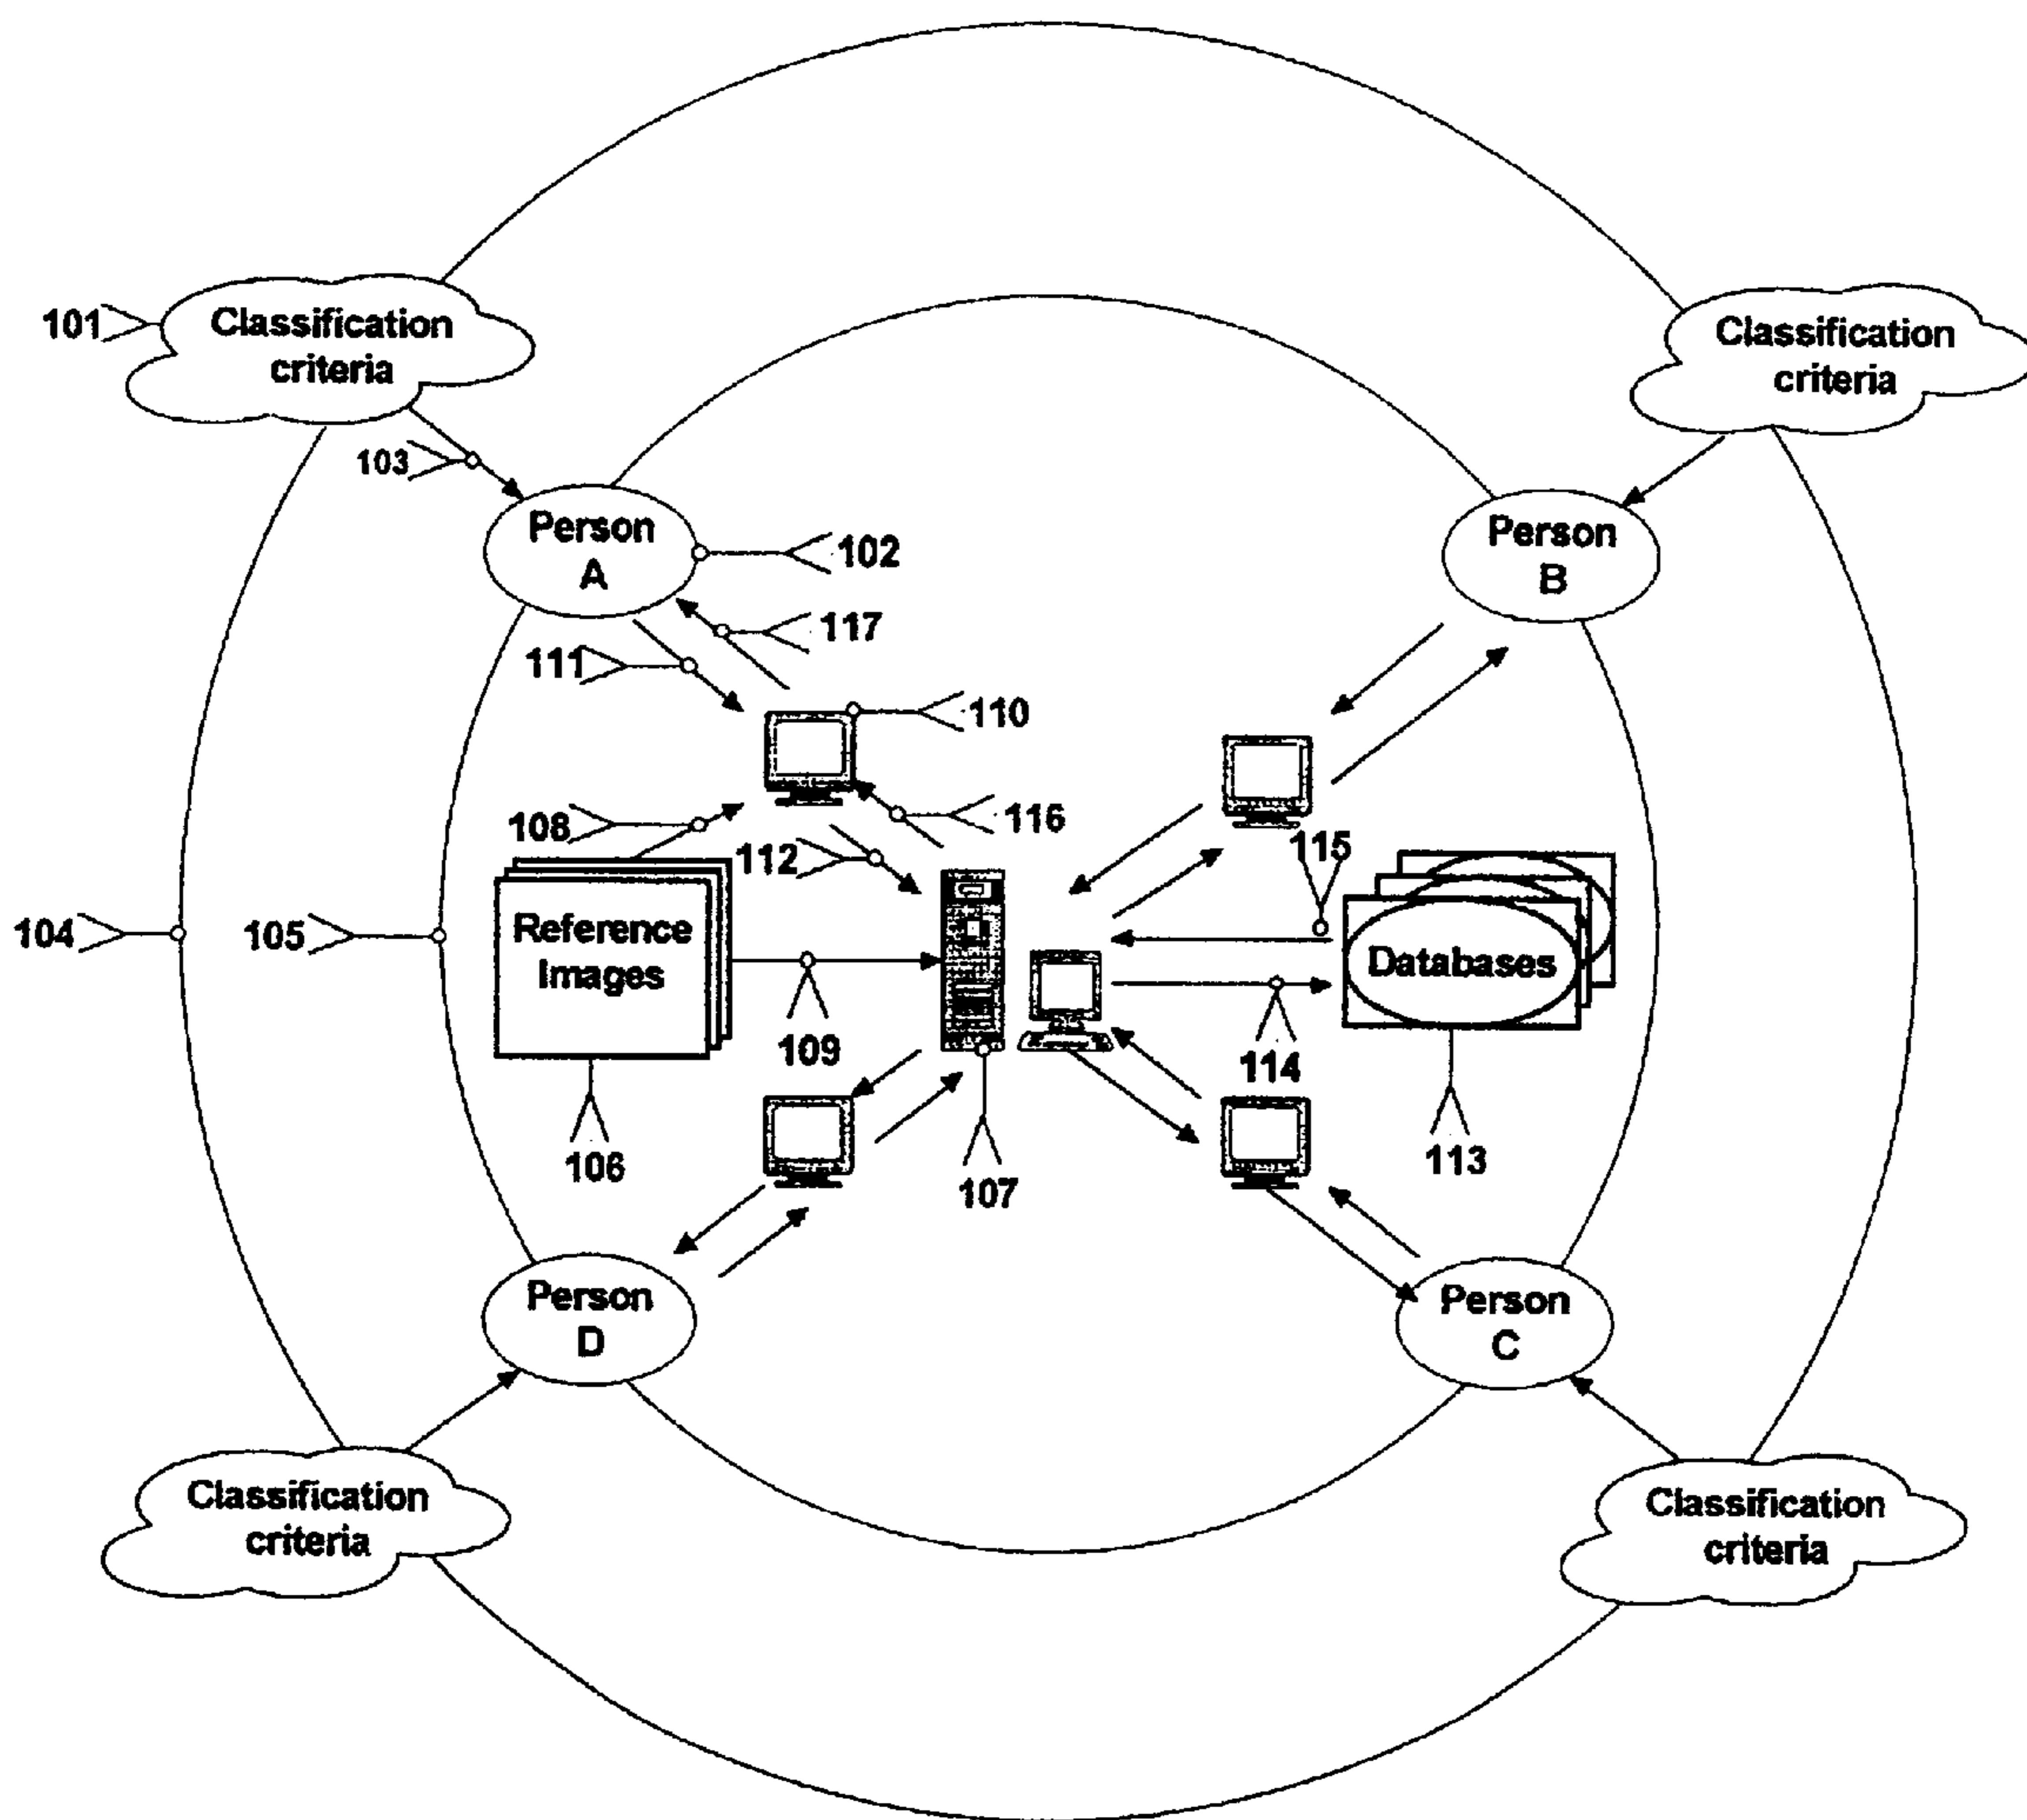 Classification
criteria
Classification
criteria
101
103
Person
A
102
Person
B
117
111
110
108
116
112
115
104
105
Reference
Images
Databases
109
114
106
107
113
Person
D
Person
C
Classification
criteria
Classification
criteria